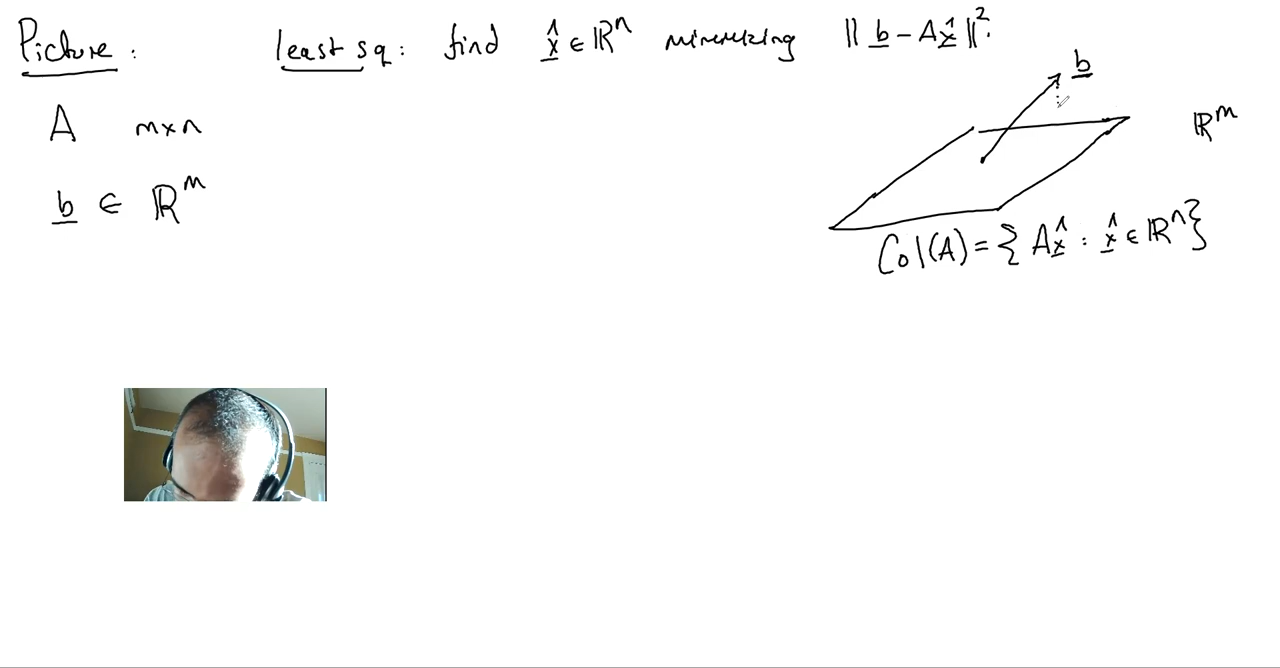 Picture: least sq: find x̂ ∈ ℝⁿ minimizing || b - Ax̂ ||².
b
A m×n
ℝᵐ
b ∈ ℝᵐ
Col(A) = { Ax̂ : x̂ ∈ ℝⁿ }